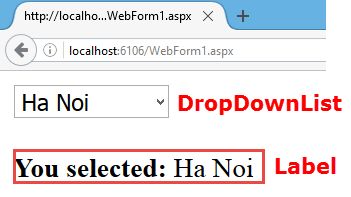 http://localho...WebForm1.aspx
localhost:6106/WebForm1.aspx
Ha Noi DropDownList
You selected: Ha Noi Label